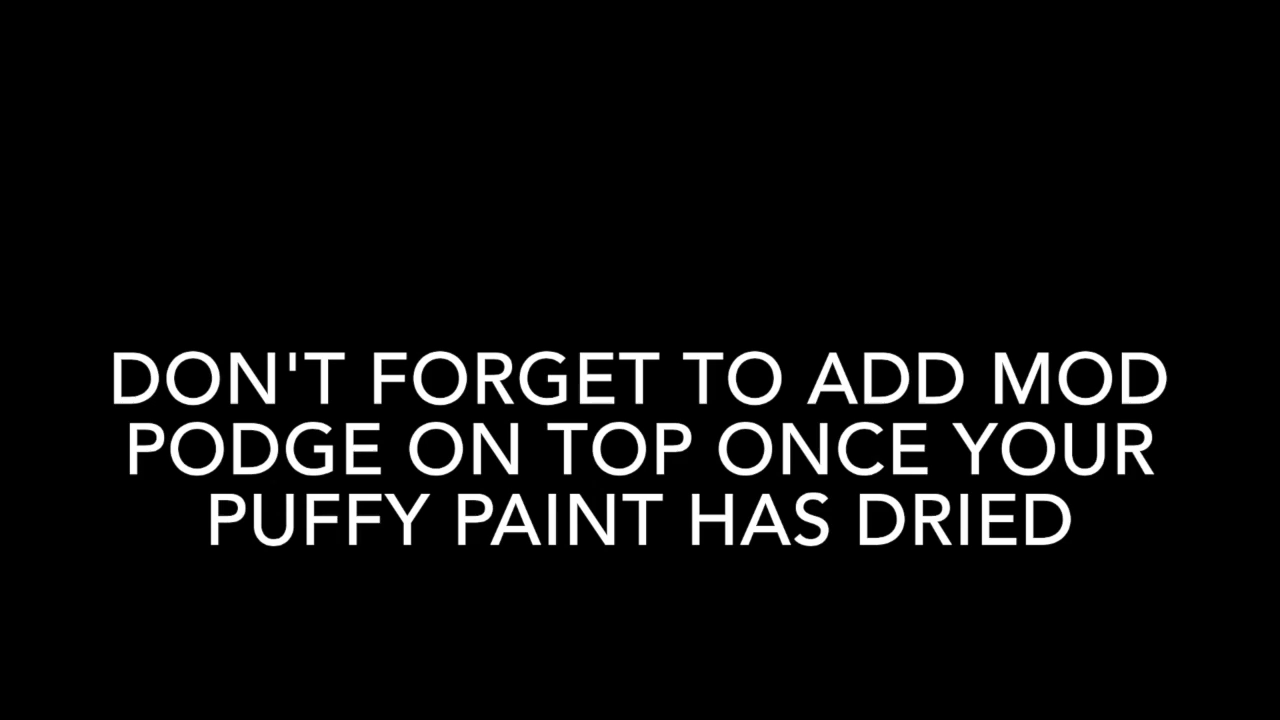 DON'T FORGET TO ADD MOD
PODGE ON TOP ONCE YOUR
PUFFY PAINT HAS DRIED